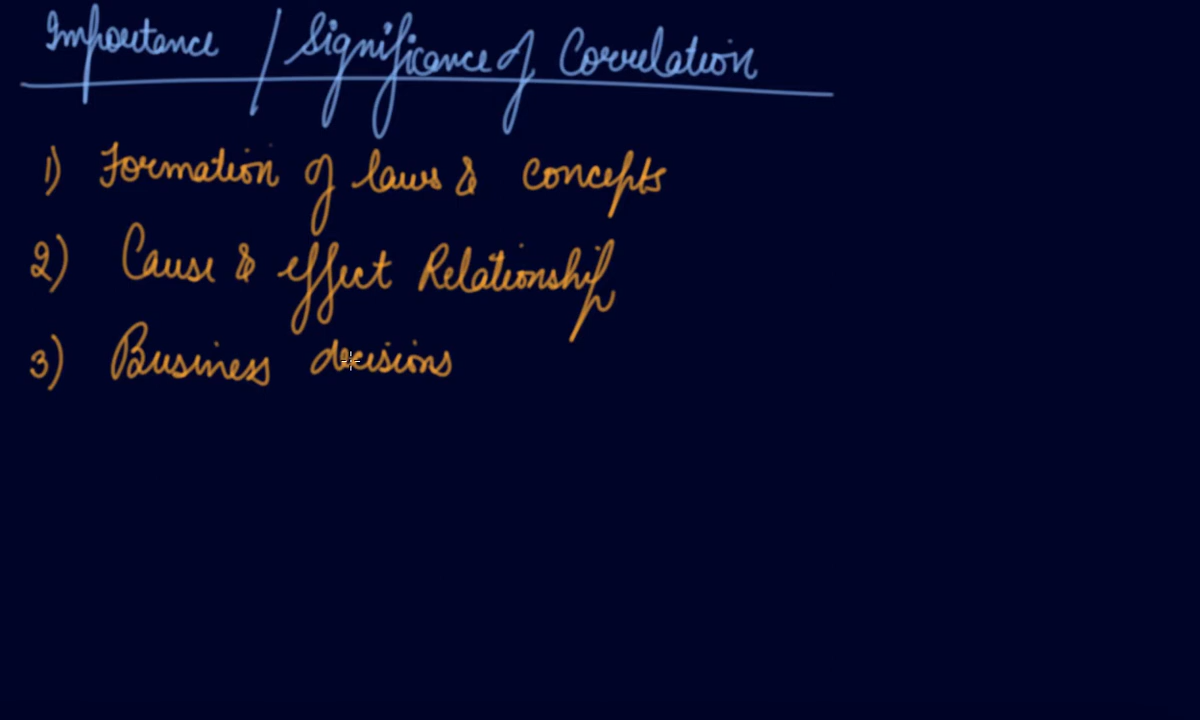 Importance / Significance of Correlation
1) Formation of laws & concepts
2) Cause & effect Relationship
3) Business decisions